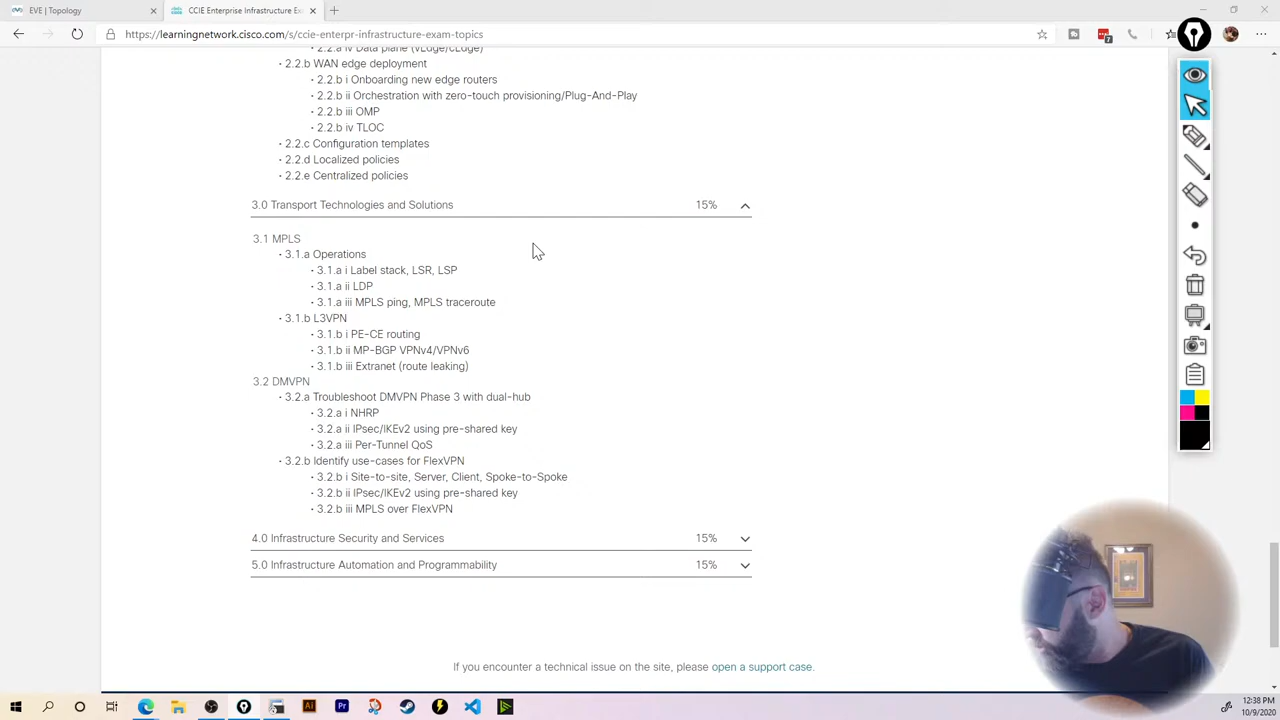 EVE | Topology
CCIE Enterprise Infrastructure Ex
https://learningnetwork.cisco.com/s/ccie-enterpr-infrastructure-exam-topics
7
2.2.a iv Data plane (vEdge/cEdge)
• 2.2.b WAN edge deployment
• 2.2.b i Onboarding new edge routers
• 2.2.b ii Orchestration with zero-touch provisioning/Plug-And-Play
• 2.2.b iii OMP
• 2.2.b iv TLOC
• 2.2.c Configuration templates
• 2.2.d Localized policies
• 2.2.e Centralized policies
3.0 Transport Technologies and Solutions 15%
3.1 MPLS
• 3.1.a Operations
• 3.1.a i Label stack, LSR, LSP
• 3.1.a ii LDP
• 3.1.a iii MPLS ping, MPLS traceroute
• 3.1.b L3VPN
• 3.1.b i PE-CE routing
• 3.1.b ii MP-BGP VPNv4/VPNv6
• 3.1.b iii Extranet (route leaking)
3.2 DMVPN
• 3.2.a Troubleshoot DMVPN Phase 3 with dual-hub
• 3.2.a i NHRP
• 3.2.a ii IPsec/IKEv2 using pre-shared key
• 3.2.a iii Per-Tunnel QoS
• 3.2.b Identify use-cases for FlexVPN
• 3.2.b i Site-to-site, Server, Client, Spoke-to-Spoke
• 3.2.b ii IPsec/IKEv2 using pre-shared key
• 3.2.b iii MPLS over FlexVPN
4.0 Infrastructure Security and Services 15%
5.0 Infrastructure Automation and Programmability 15%
If you encounter a technical issue on the site, please open a support case.
Ai
Pr
12:38 PM
10/9/2020